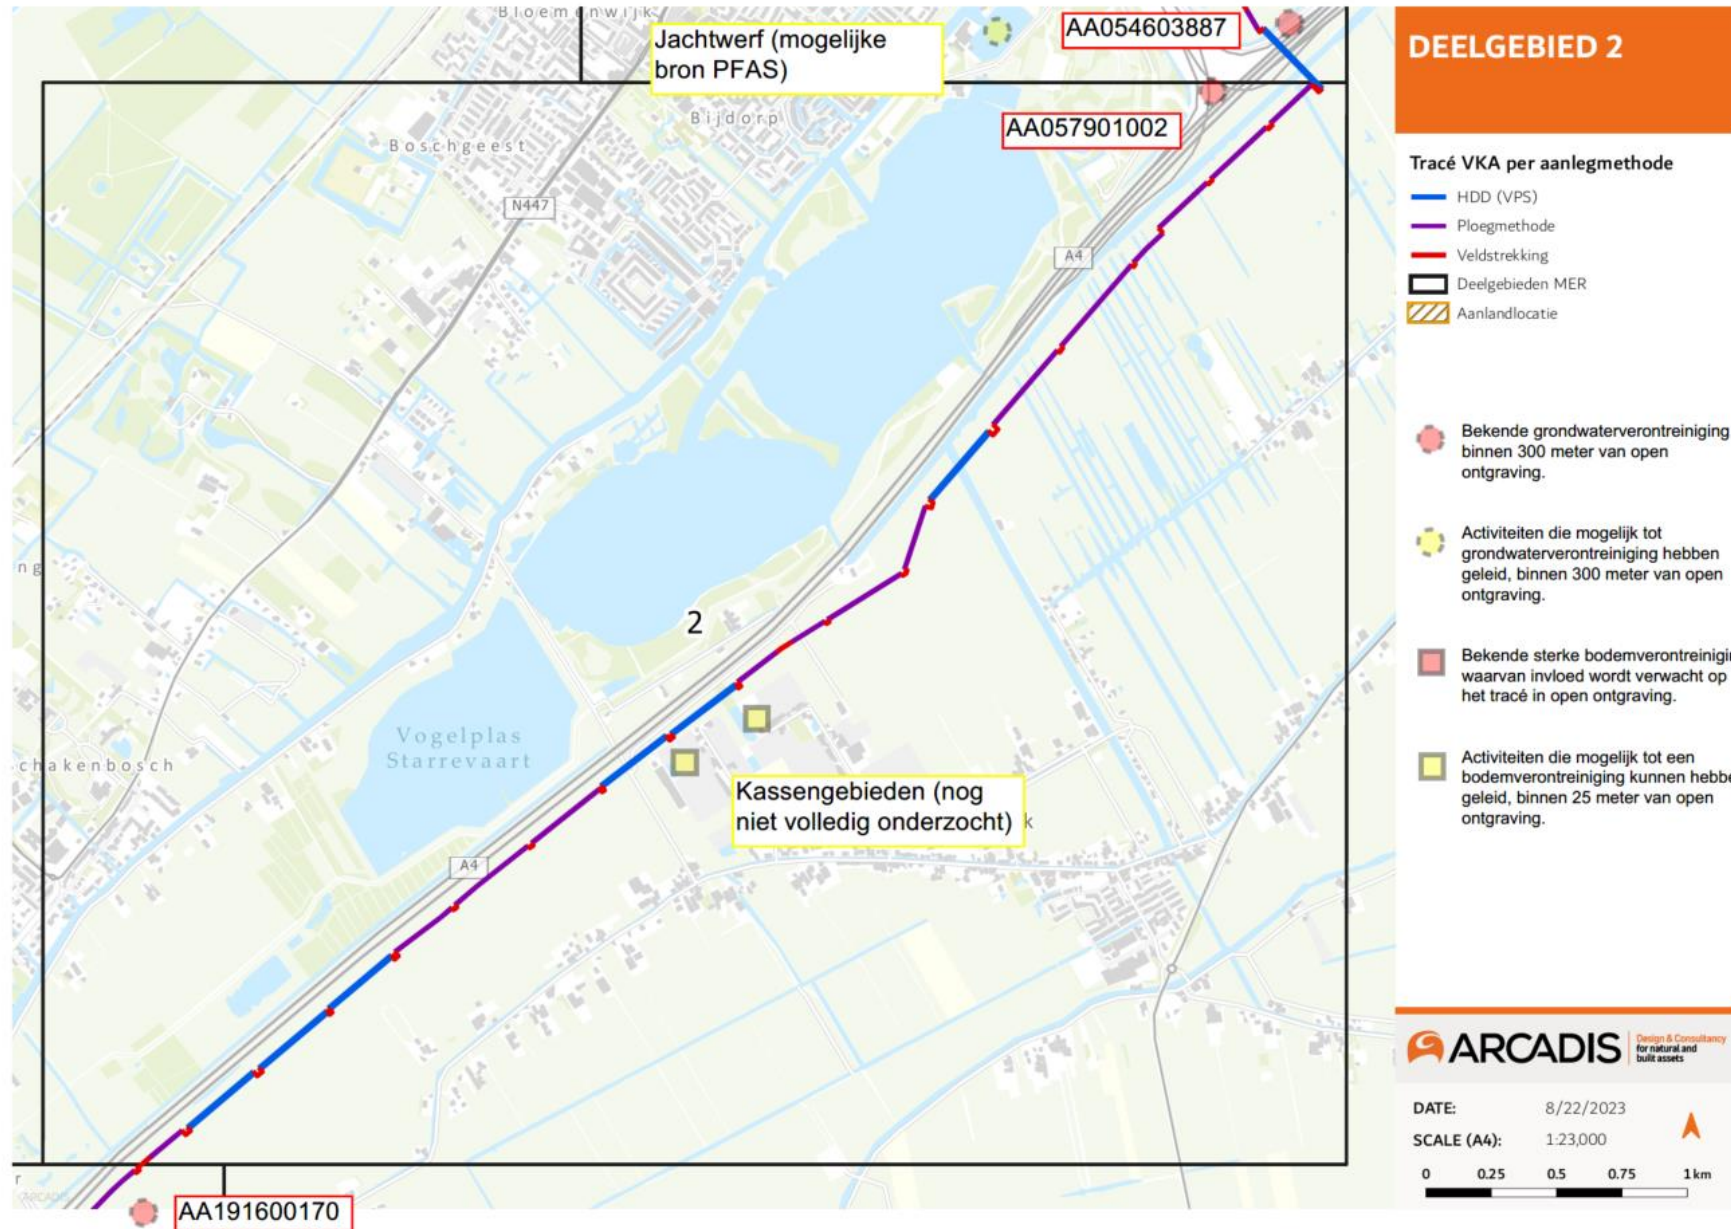 Bloemenwijk
Jachtwerf (mogelijke
bron PFAS)
AA054603887
AA057901002
Bijdorp
Boschgeest
N447
A4
ng
2
Vogelplas
Starrevaart
chakenbosch
Kassengebieden (nog
niet volledig onderzocht)
k
A4
r
ARCADIS
AA191600170
DEELGEBIED 2
Tracé VKA per aanlegmethode
HDD (VPS)
Ploegmethode
Veldstrekking
Deelgebieden MER
Aanlandlocatie
Bekende grondwaterverontreiniging
binnen 300 meter van open
ontgraving.
Activiteiten die mogelijk tot
grondwaterverontreiniging hebben
geleid, binnen 300 meter van open
ontgraving.
Bekende sterke bodemverontreinigin
waarvan invloed wordt verwacht op
het tracé in open ontgraving.
Activiteiten die mogelijk tot een
bodemverontreiniging kunnen hebbe
geleid, binnen 25 meter van open
ontgraving.
ARCADIS
Design & Consultancy
for natural and
built assets
DATE: 8/22/2023
SCALE (A4): 1:23,000
0 0.25 0.5 0.75 1 km